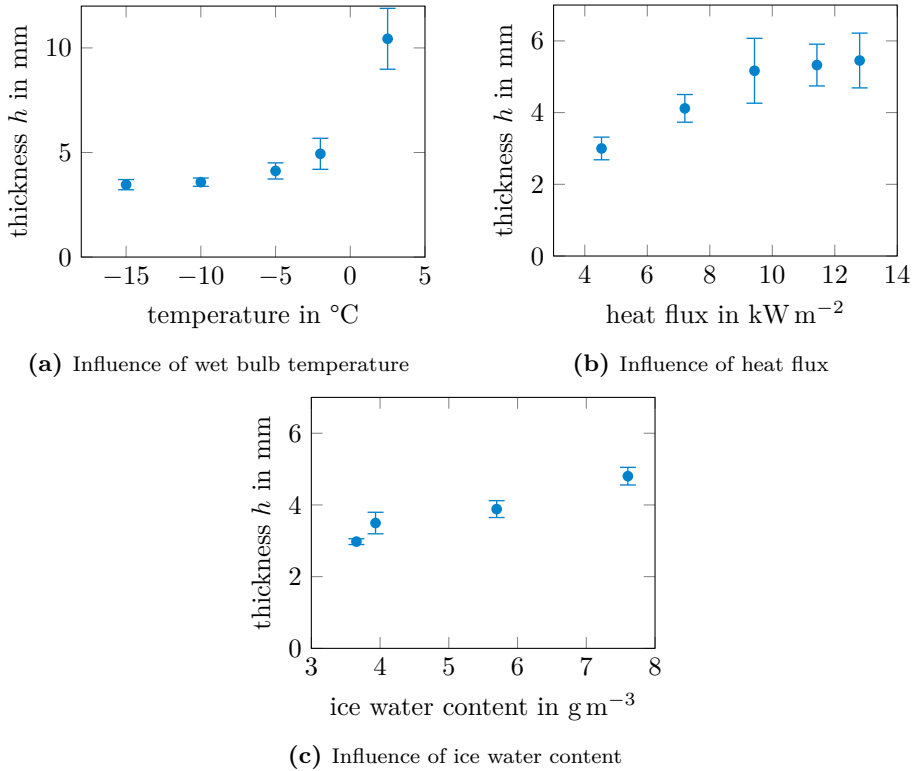 10
5
0
thickness h in mm
−15 −10 −5 0 5
temperature in °C
(a) Influence of wet bulb temperature
6
4
2
0
thickness h in mm
4 6 8 10 12 14
heat flux in kW m⁻²
(b) Influence of heat flux
6
4
2
0
thickness h in mm
3 4 5 6 7 8
ice water content in g m⁻³
(c) Influence of ice water content